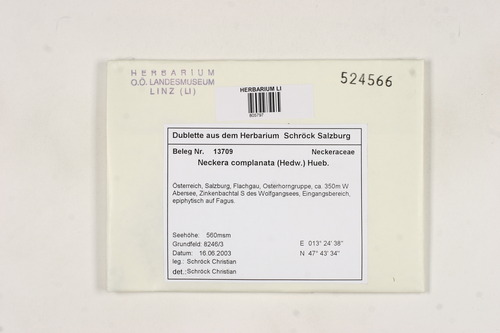 HERBARIUM
O.Ö. LANDESMUSEUM
LINZ (LI)
HERBARIUM LI
524566
Dublette aus dem Herbarium Schröck Salzburg
Beleg Nr. 13709 Neckeraceae
Neckera complanata (Hedw.) Hueb.
Österreich, Salzburg, Flachgau, Osterhorngruppe, ca. 350m W
Abersee, Zinkenbachtal S des Wolfgangsees, Eingangsbereich,
epiphytisch auf Fagus.
Seehöhe: 560msm
Grundfeld: 8246/3 E 013° 24' 38"
Datum: 16.06.2003 N 47° 43' 34"
leg.: Schröck Christian
det.: Schröck Christian